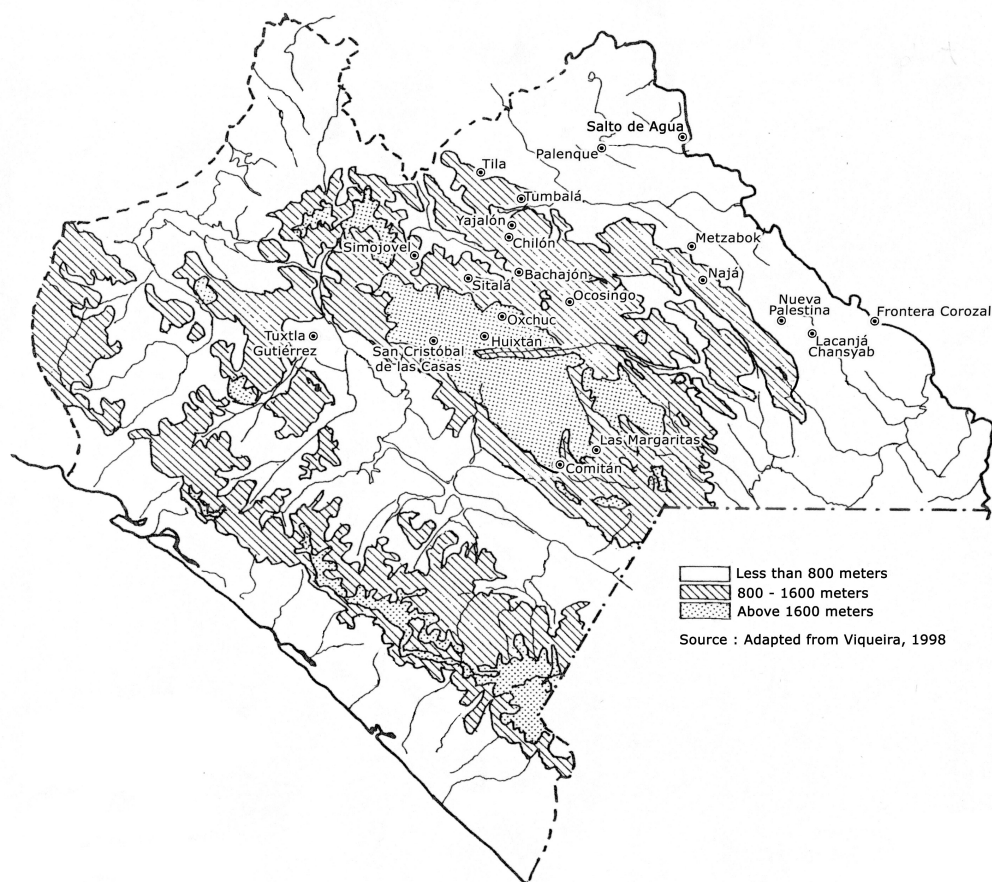 Salto de Agua
Palenque
Tila
Tumbalá
Yajalón
Chilón
Metzabok
Simojovel
Bachajón
Najá
Sitalá
Ocosingo
Nueva
Palestina
Frontera Corozal
Oxchuc
Tuxtla
Gutiérrez
Huixtán
Lacanjá
Chansyab
San Cristóbal
de las Casas
Las Margaritas
Comitán
Less than 800 meters
800 - 1600 meters
Above 1600 meters
Source : Adapted from Viqueira, 1998